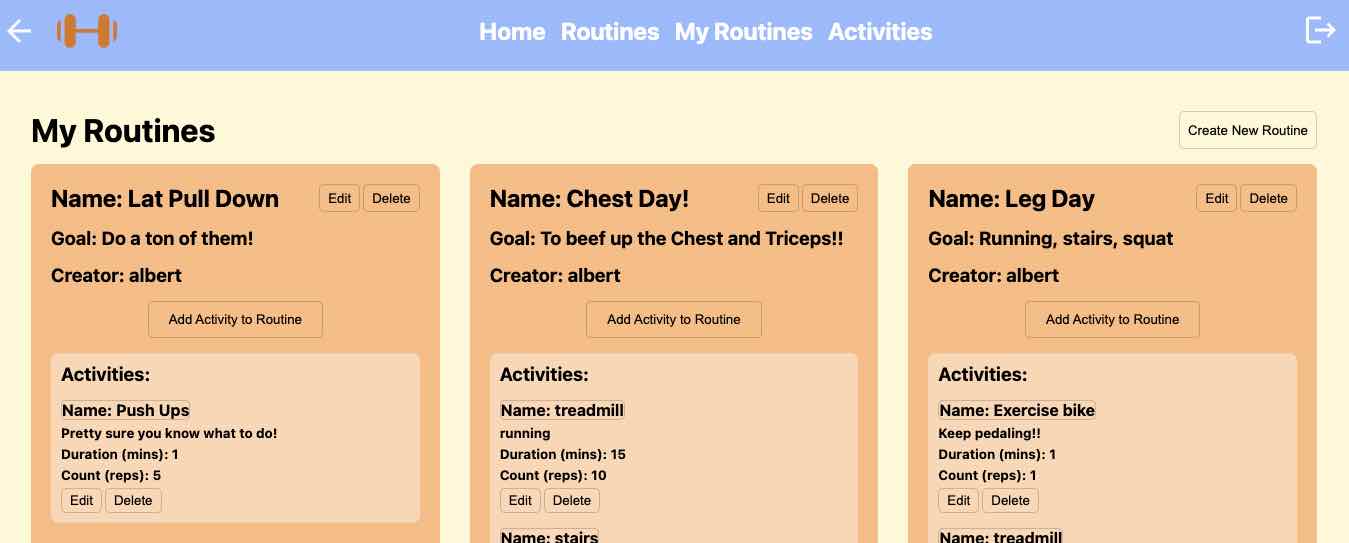 Home Routines My Routines Activities
My Routines
Create New Routine
Name: Lat Pull Down
Edit Delete
Goal: Do a ton of them!
Creator: albert
Add Activity to Routine
Activities:
Name: Push Ups
Pretty sure you know what to do!
Duration (mins): 1
Count (reps): 5
Edit Delete
Name: Chest Day!
Edit Delete
Goal: To beef up the Chest and Triceps!!
Creator: albert
Add Activity to Routine
Activities:
Name: treadmill
running
Duration (mins): 15
Count (reps): 10
Edit Delete
Name: stairs
Name: Leg Day
Edit Delete
Goal: Running, stairs, squat
Creator: albert
Add Activity to Routine
Activities:
Name: Exercise bike
Keep pedaling!!
Duration (mins): 1
Count (reps): 1
Edit Delete
Name: treadmill